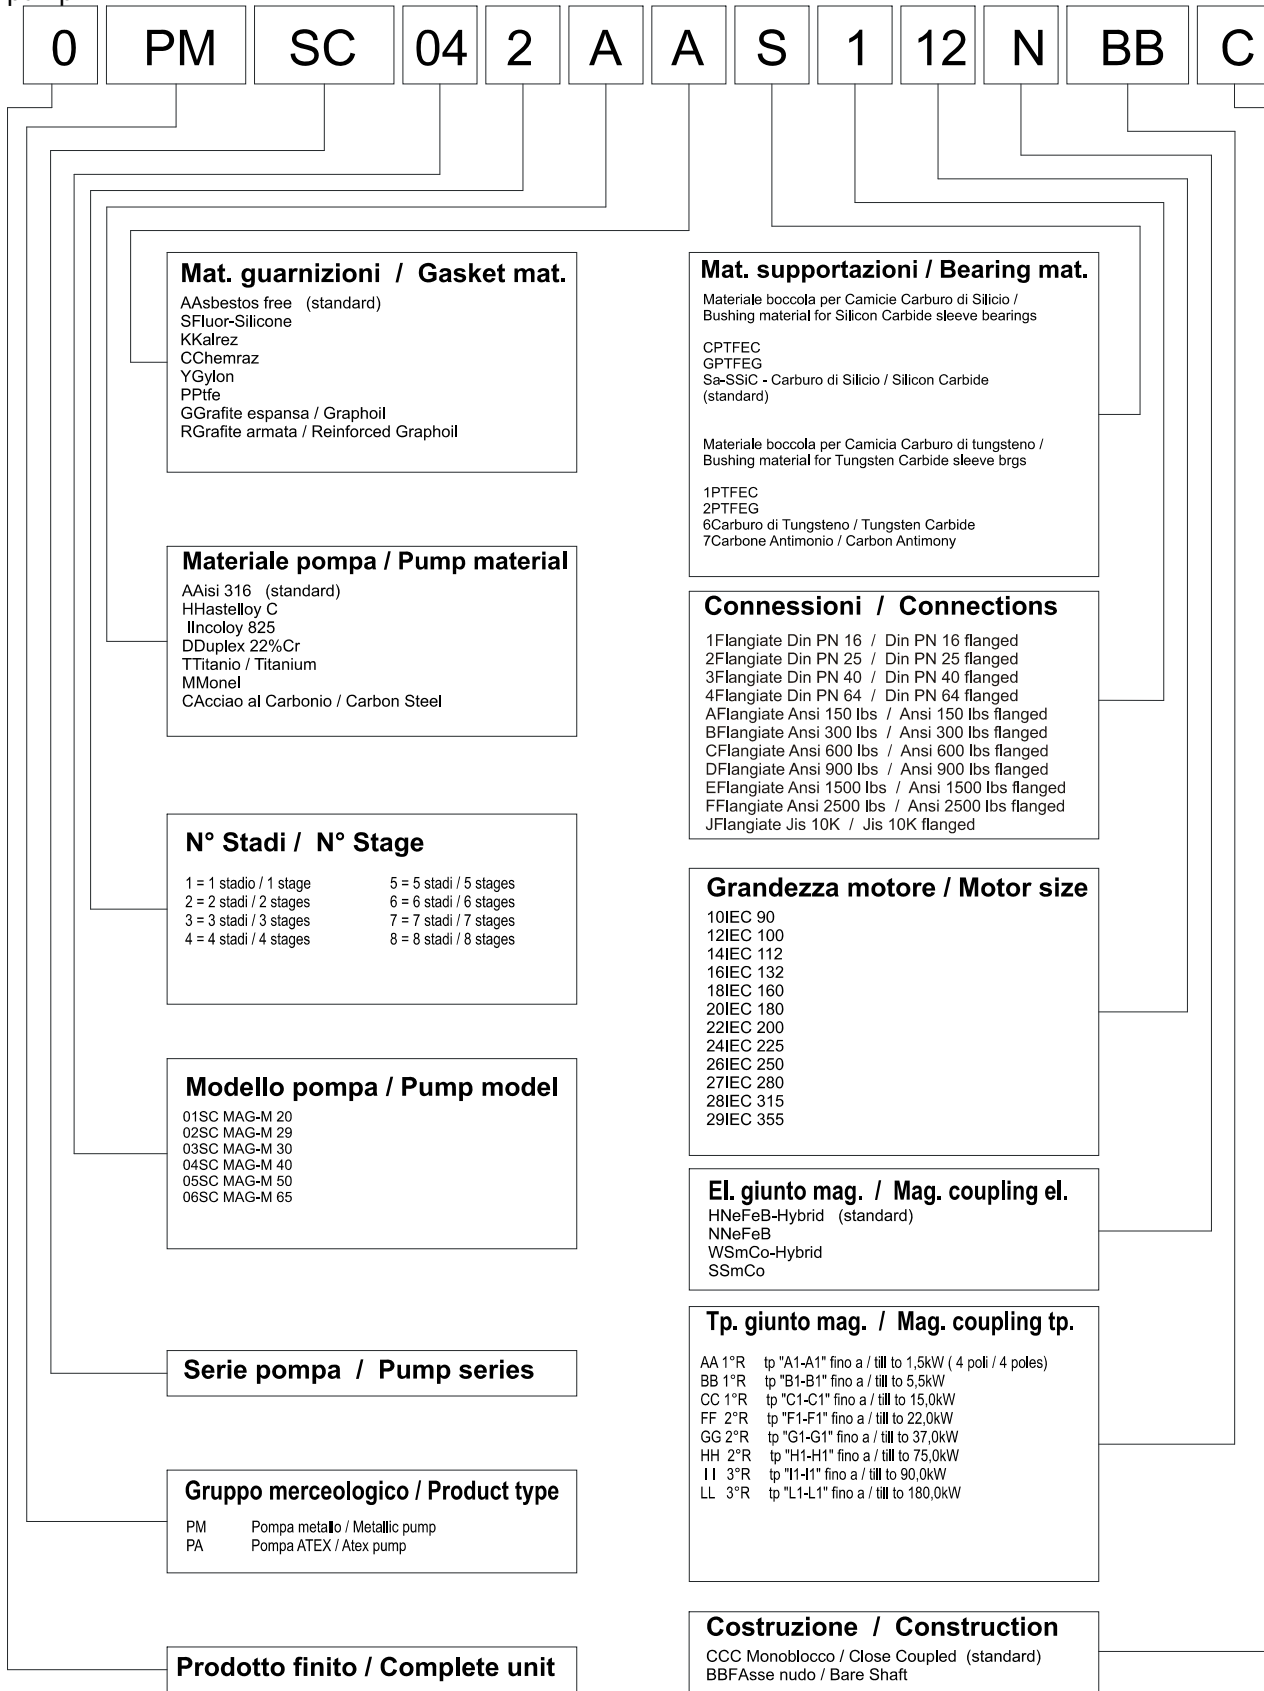 0 PM SC 04 2 A A S 1 12 N BB C
Mat. guarnizioni / Gasket mat.
AAsbestos free (standard)
SFluor-Silicone
KKalrez
CChemraz
YGylon
PPtfe
GGrafite espansa / Graphoil
RGrafite armata / Reinforced Graphoil
Materiale pompa / Pump material
AAisi 316 (standard)
HHastelloy C
IIncoloy 825
DDuplex 22%Cr
TTitanio / Titanium
MMonel
CAcciao al Carbonio / Carbon Steel
N° Stadi / N° Stage
1 = 1 stadio / 1 stage 5 = 5 stadi / 5 stages
2 = 2 stadi / 2 stages 6 = 6 stadi / 6 stages
3 = 3 stadi / 3 stages 7 = 7 stadi / 7 stages
4 = 4 stadi / 4 stages 8 = 8 stadi / 8 stages
Modello pompa / Pump model
01SC MAG-M 20
02SC MAG-M 29
03SC MAG-M 30
04SC MAG-M 40
05SC MAG-M 50
06SC MAG-M 65
Serie pompa / Pump series
Gruppo merceologico / Product type
PM Pompa metallo / Metallic pump
PA Pompa ATEX / Atex pump
Prodotto finito / Complete unit
Mat. supportazioni / Bearing mat.
Materiale boccola per Camicie Carburo di Silicio /
Bushing material for Silicon Carbide sleeve bearings
CPTFEC
GPTFEG
Sa-SSiC - Carburo di Silicio / Silicon Carbide
(standard)
Materiale boccola per Camicia Carburo di tungsteno /
Bushing material for Tungsten Carbide sleeve brgs
1PTFEC
2PTFEG
6Carburo di Tungsteno / Tungsten Carbide
7Carbone Antimonio / Carbon Antimony
Connessioni / Connections
1Flangiate Din PN 16 / Din PN 16 flanged
2Flangiate Din PN 25 / Din PN 25 flanged
3Flangiate Din PN 40 / Din PN 40 flanged
4Flangiate Din PN 64 / Din PN 64 flanged
AFlangiate Ansi 150 lbs / Ansi 150 lbs flanged
BFlangiate Ansi 300 lbs / Ansi 300 lbs flanged
CFlangiate Ansi 600 lbs / Ansi 600 lbs flanged
DFlangiate Ansi 900 lbs / Ansi 900 lbs flanged
EFlangiate Ansi 1500 lbs / Ansi 1500 lbs flanged
FFlangiate Ansi 2500 lbs / Ansi 2500 lbs flanged
JFlangiate Jis 10K / Jis 10K flanged
Grandezza motore / Motor size
10IEC 90
12IEC 100
14IEC 112
16IEC 132
18IEC 160
20IEC 180
22IEC 200
24IEC 225
26IEC 250
27IEC 280
28IEC 315
29IEC 355
El. giunto mag. / Mag. coupling el.
HNeFeB-Hybrid (standard)
NNeFeB
WSmCo-Hybrid
SSmCo
Tp. giunto mag. / Mag. coupling tp.
AA 1°R tp "A1-A1" fino a / till to 1,5kW ( 4 poli / 4 poles)
BB 1°R tp "B1-B1" fino a / till to 5,5kW
CC 1°R tp "C1-C1" fino a / till to 15,0kW
FF 2°R tp "F1-F1" fino a / till to 22,0kW
GG 2°R tp "G1-G1" fino a / till to 37,0kW
HH 2°R tp "H1-H1" fino a / till to 75,0kW
I I 3°R tp "I1-I1" fino a / till to 90,0kW
LL 3°R tp "L1-L1" fino a / till to 180,0kW
Costruzione / Construction
CCC Monoblocco / Close Coupled (standard)
BBFAsse nudo / Bare Shaft